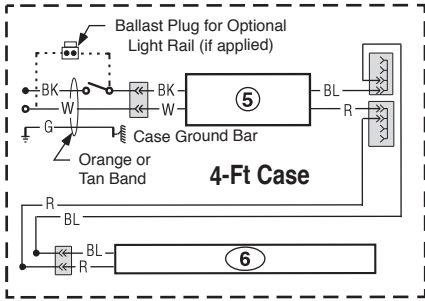 Ballast Plug for Optional
Light Rail (if applied)
BK BK 5 BL
W W R
G Case Ground Bar
Orange or
Tan Band
4-Ft Case
R
BL
BL 6
R